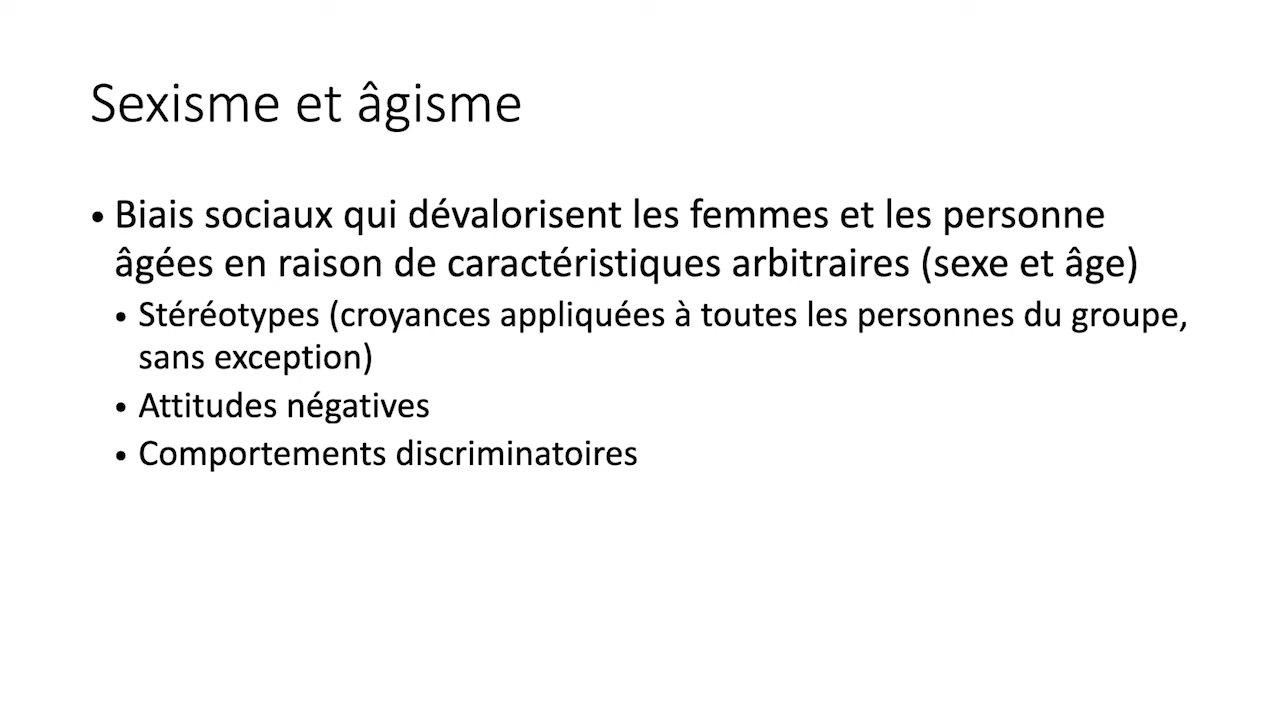 Sexisme et âgisme
• Biais sociaux qui dévalorisent les femmes et les personne
âgées en raison de caractéristiques arbitraires (sexe et âge)
• Stéréotypes (croyances appliquées à toutes les personnes du groupe,
sans exception)
• Attitudes négatives
• Comportements discriminatoires